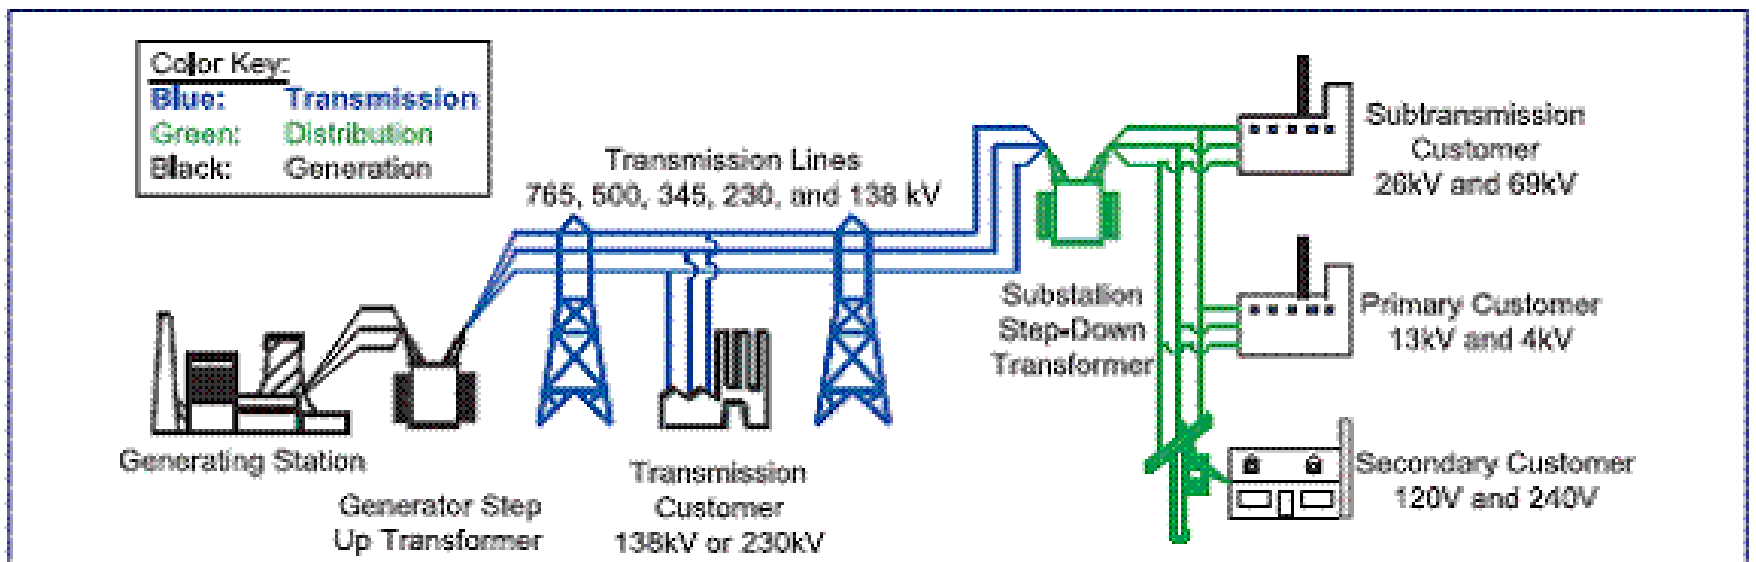 Color Key:
Blue: Transmission
Green: Distribution
Black: Generation
Transmission Lines
765, 500, 345, 230, and 138 kV
Subtransmission
Customer
26kV and 69kV
Substation
Step-Down
Transformer
Primary Customer
13kV and 4kV
Generating Station
Generator Step
Up Transformer
Transmission
Customer
138kV or 230kV
Secondary Customer
120V and 240V